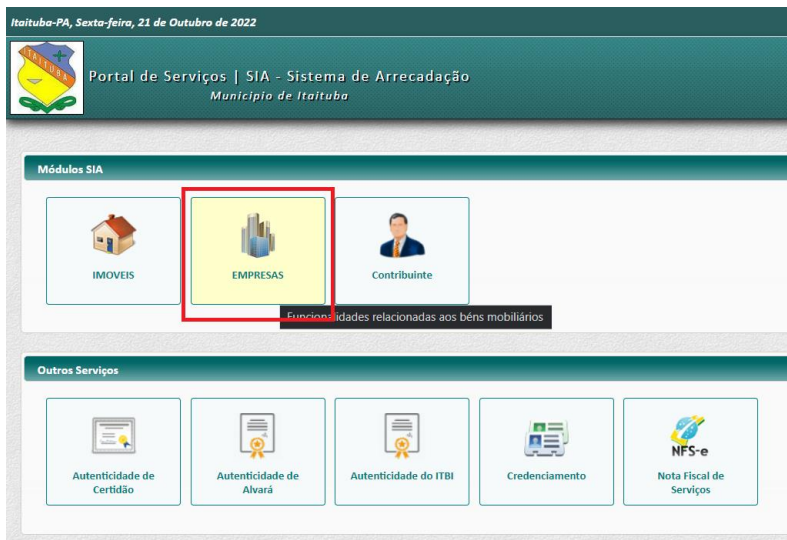 Itaituba-PA, Sexta-feira, 21 de Outubro de 2022
ITAITUBA
Portal de Serviços | SIA - Sistema de Arrecadação
Município de Itaituba
Módulos SIA
IMOVEIS
EMPRESAS
Contribuinte
Funcionalidades relacionadas aos béns mobiliários
Outros Serviços
Autenticidade de
Certidão
Autenticidade de
Alvará
Autenticidade do ITBI
Credenciamento
NFS-e
Nota Fiscal de
Serviços